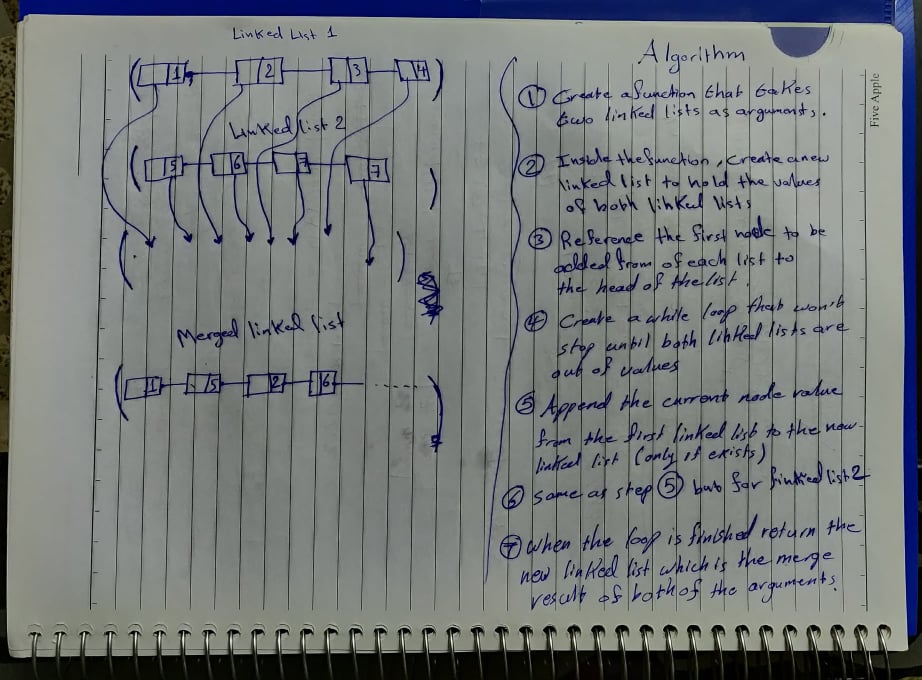 Linked List 1
1 2 3 4
Linked list 2
5 6 7
Merged linked list
1 5 2 6
Algorithm
① Create a function that takes
two linked lists as arguments.
② Inside the function, create a new
linked list to hold the values
of both linked lists
③ Reference the first node to be
added from of each list to
the head of the list.
④ Create a while loop that won't
stop until both linked lists are
out of values
⑤ Append the current node value
from the first linked list to the new
linked list (only if exists)
⑥ Same as step ⑤ but for linked list 2
⑦ when the loop is finished return the
new linked list which is the merge
result of both of the arguments.
Five Apple